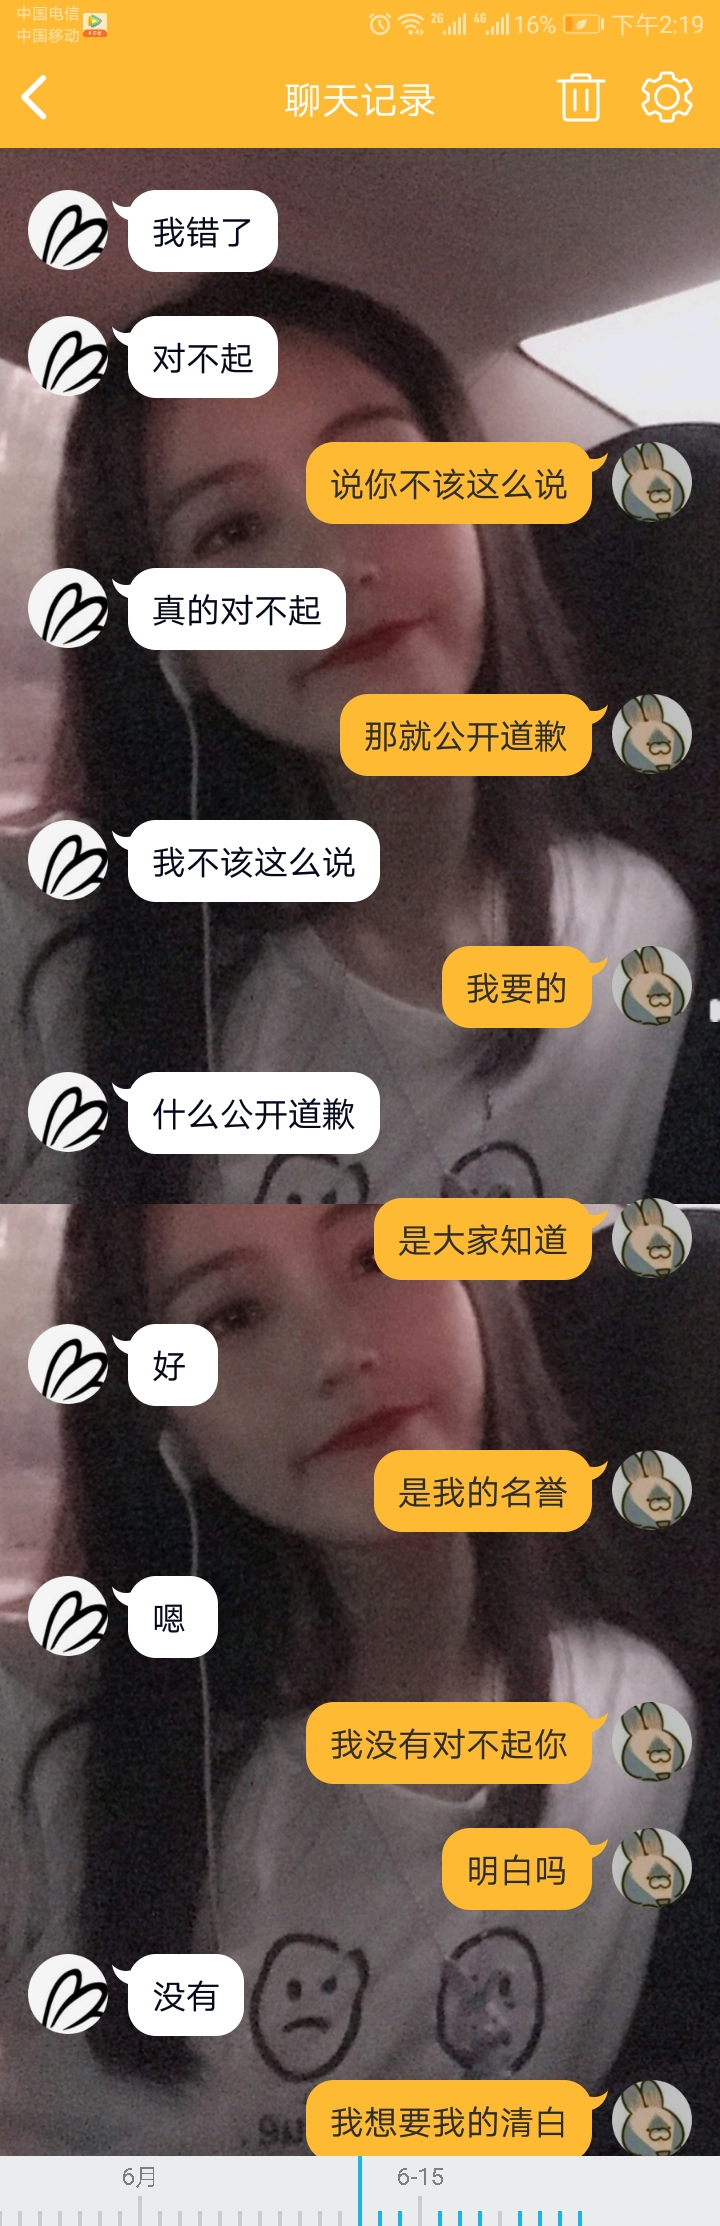 中国电信
中国移动
2G
4G
16%
下午2:19
聊天记录
我错了
对不起
说你不该这么说
真的对不起
那就公开道歉
我不该这么说
我要的
什么公开道歉
是大家知道
好
是我的名誉
嗯
我没有对不起你
明白吗
没有
我想要我的清白
6月
6-15